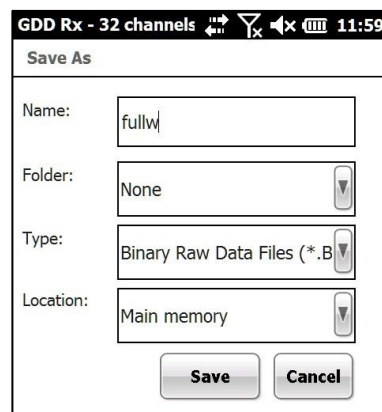 GDD Rx - 32 channels 11:59
Save As
Name:
fullw
Folder:
None
Type:
Binary Raw Data Files (*.B
Location:
Main memory
Save Cancel